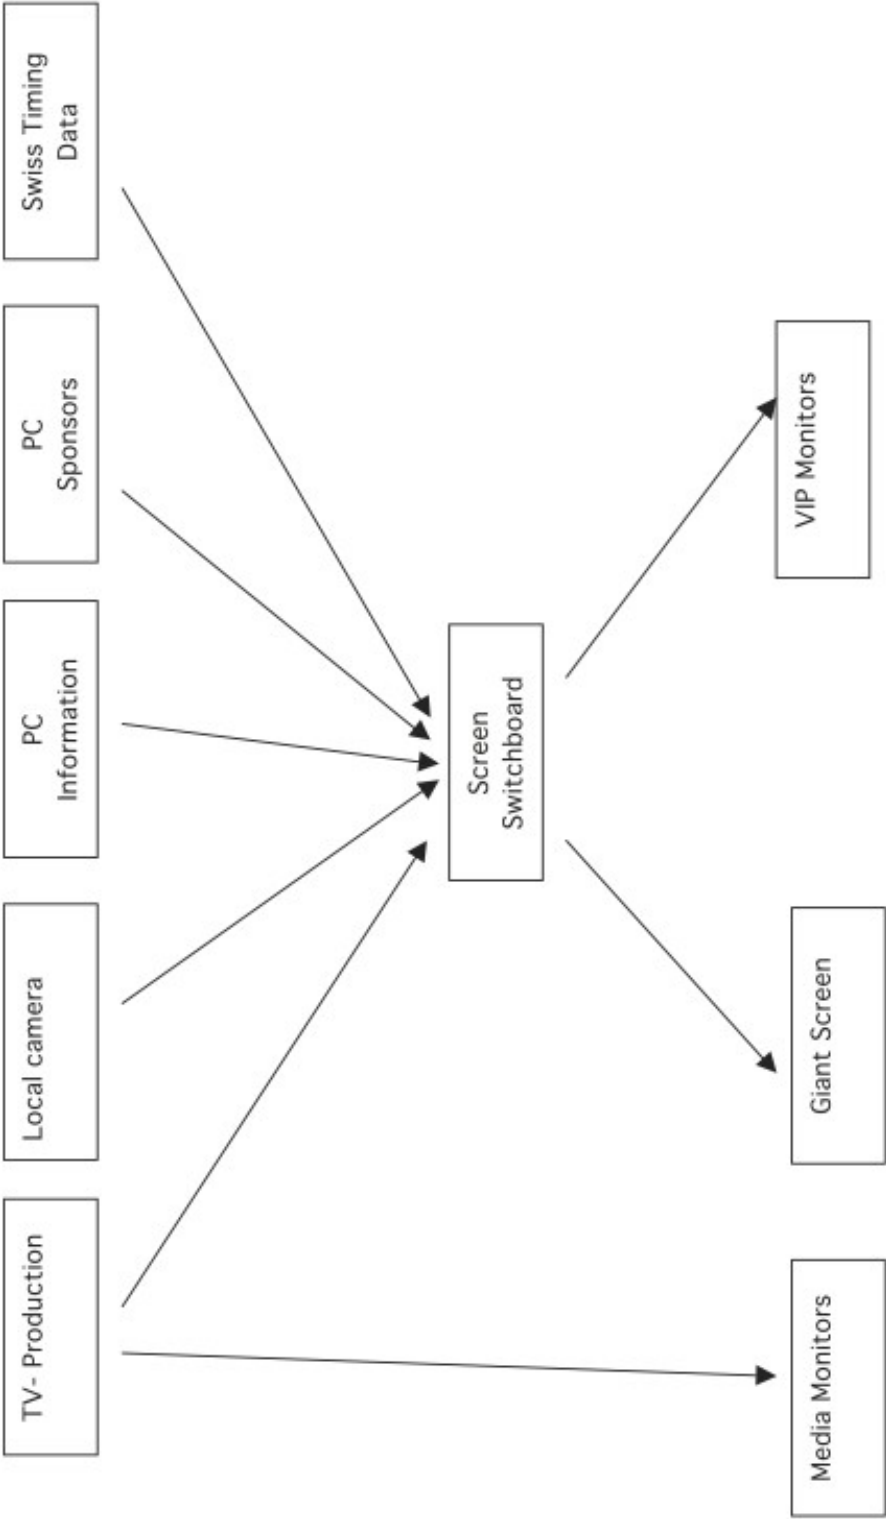 TV- Production
Local camera
PC
Information
PC
Sponsors
Swiss Timing
Data
Screen
Switchboard
Media Monitors
Giant Screen
VIP Monitors